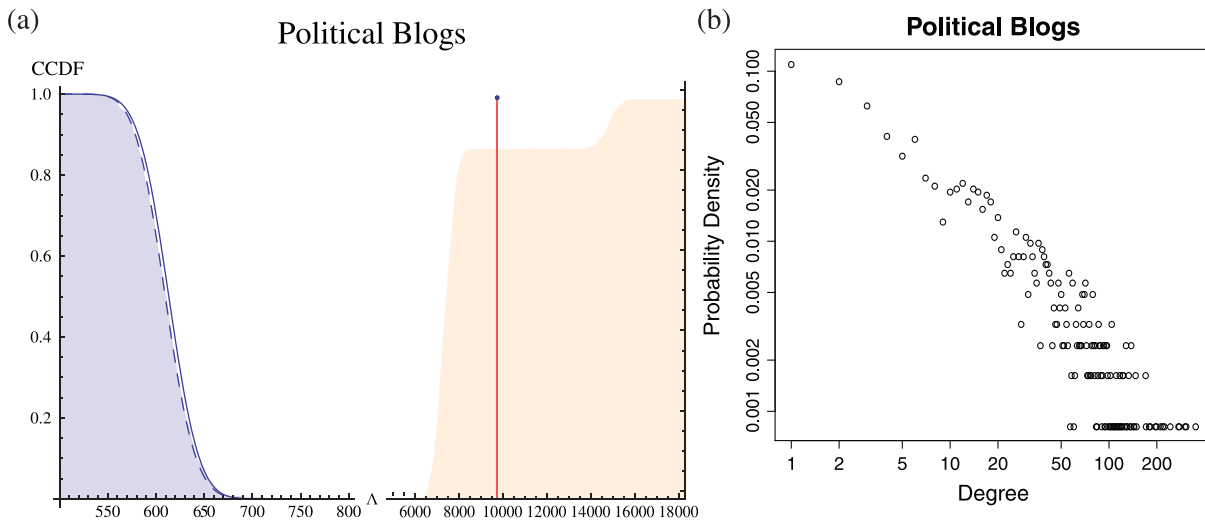 (a)
Political Blogs
CCDF
1.0
0.8
0.6
0.4
0.2
550 600 650 700 750 800 Λ 6000 8000 10000 12000 14000 16000 18000
(b)
Political Blogs
Probability Density
0.100
0.050
0.020
0.010
0.005
0.002
0.001
1 2 5 10 20 50 100 200
Degree